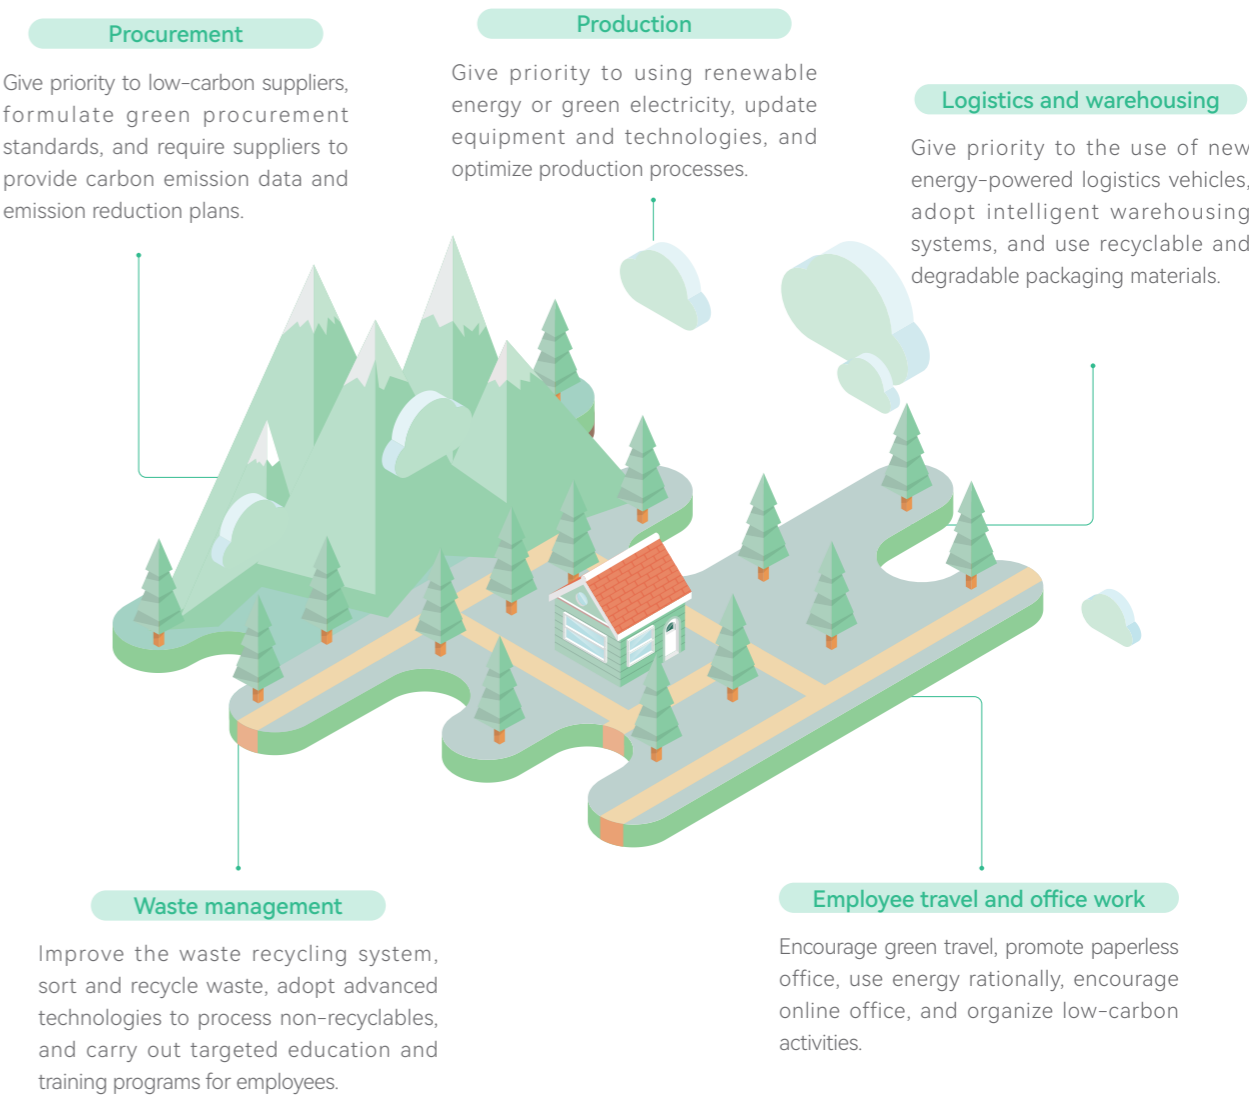 Procurement
Give priority to low-carbon suppliers,
formulate green procurement
standards, and require suppliers to
provide carbon emission data and
emission reduction plans.
Production
Give priority to using renewable
energy or green electricity, update
equipment and technologies, and
optimize production processes.
Logistics and warehousing
Give priority to the use of new
energy-powered logistics vehicles,
adopt intelligent warehousing
systems, and use recyclable and
degradable packaging materials.
Waste management
Improve the waste recycling system,
sort and recycle waste, adopt advanced
technologies to process non-recyclables,
and carry out targeted education and
training programs for employees.
Employee travel and office work
Encourage green travel, promote paperless
office, use energy rationally, encourage
online office, and organize low-carbon
activities.